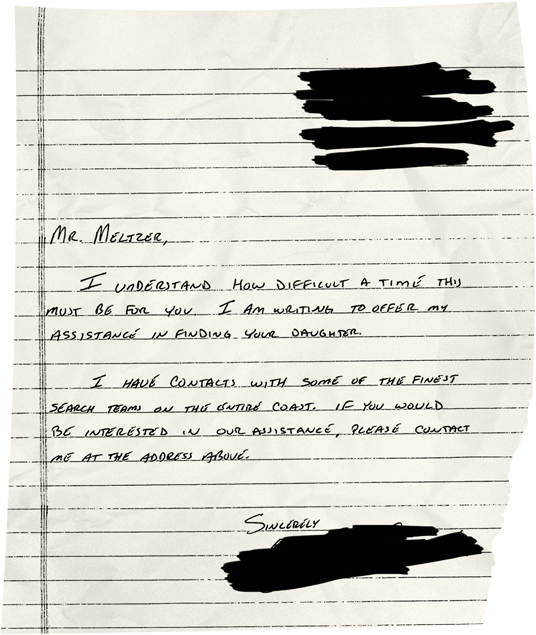 MR. MELTZER,
I UNDERSTAND HOW DIFFICULT A TIME THIS
MUST BE FOR YOU. I AM WRITING TO OFFER MY
ASSISTANCE IN FINDING YOUR DAUGHTER.
I HAVE CONTACTS WITH SOME OF THE FINEST
SEARCH TEAMS ON THE ENTIRE COAST. IF YOU WOULD
BE INTERESTED IN OUR ASSISTANCE, PLEASE CONTACT
ME AT THE ADDRESS ABOVE.
SINCERELY